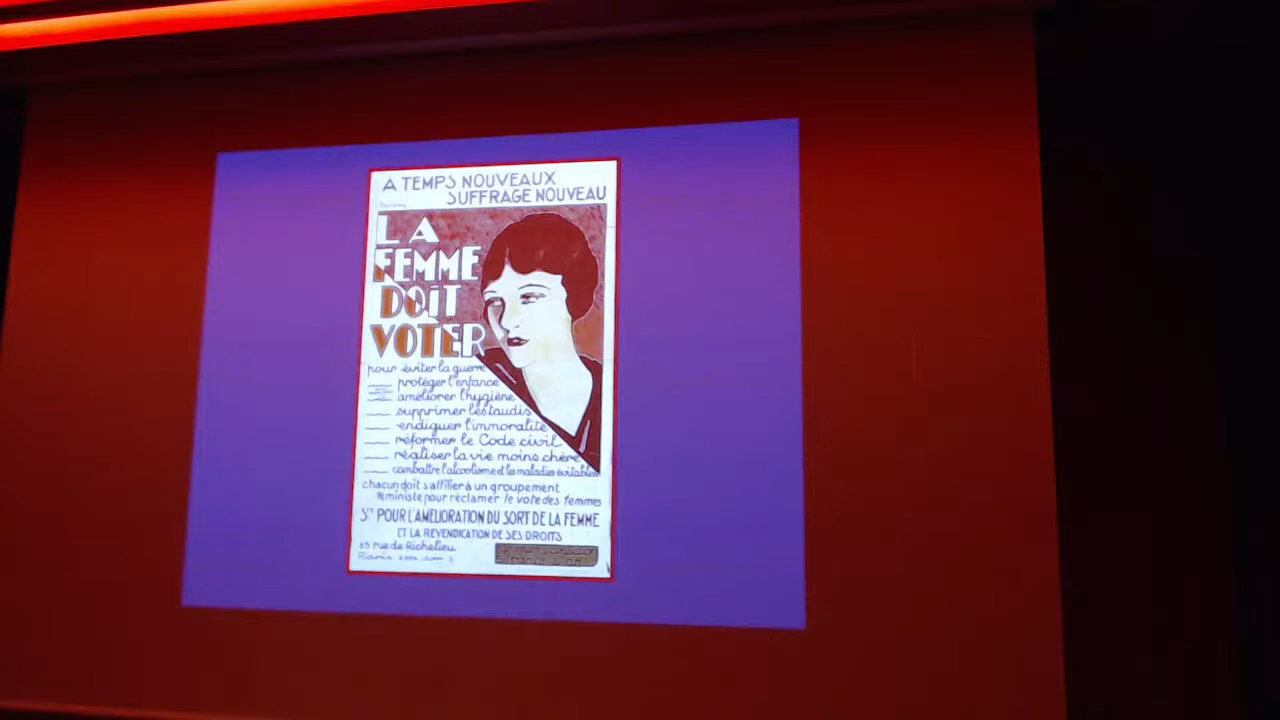 A TEMPS NOUVEAUX
SUFFRAGE NOUVEAU
LA
FEMME
DOiT
VOTER
pour éviter la guerre
protéger l'enfance
améliorer l'hygiène
supprimer les taudis
endiguer l'immoralité
réformer le Code civil
réaliser la vie moins chère
combattre l'alcoolisme et les maladies évitables
chacun doit s'affilier à un groupement
féministe pour réclamer le vote des femmes
Sté POUR L'AMELIORATION DU SORT DE LA FEMME
ET LA REVENDICATION DE SES DROITS
rue de Richelieu